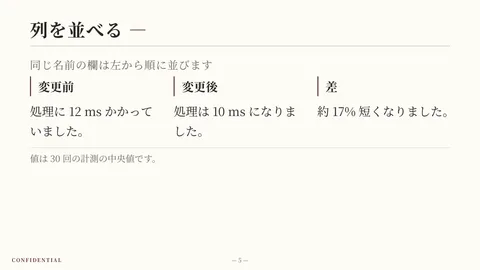 列を並べる —
同じ名前の欄は左から順に並びます
変更前
処理に 12 ms かかって
いました。
変更後
処理は 10 ms になりま
した。
差
約 17% 短くなりました。
値は 30 回の計測の中央値です。
CONFIDENTIAL
— 5 —